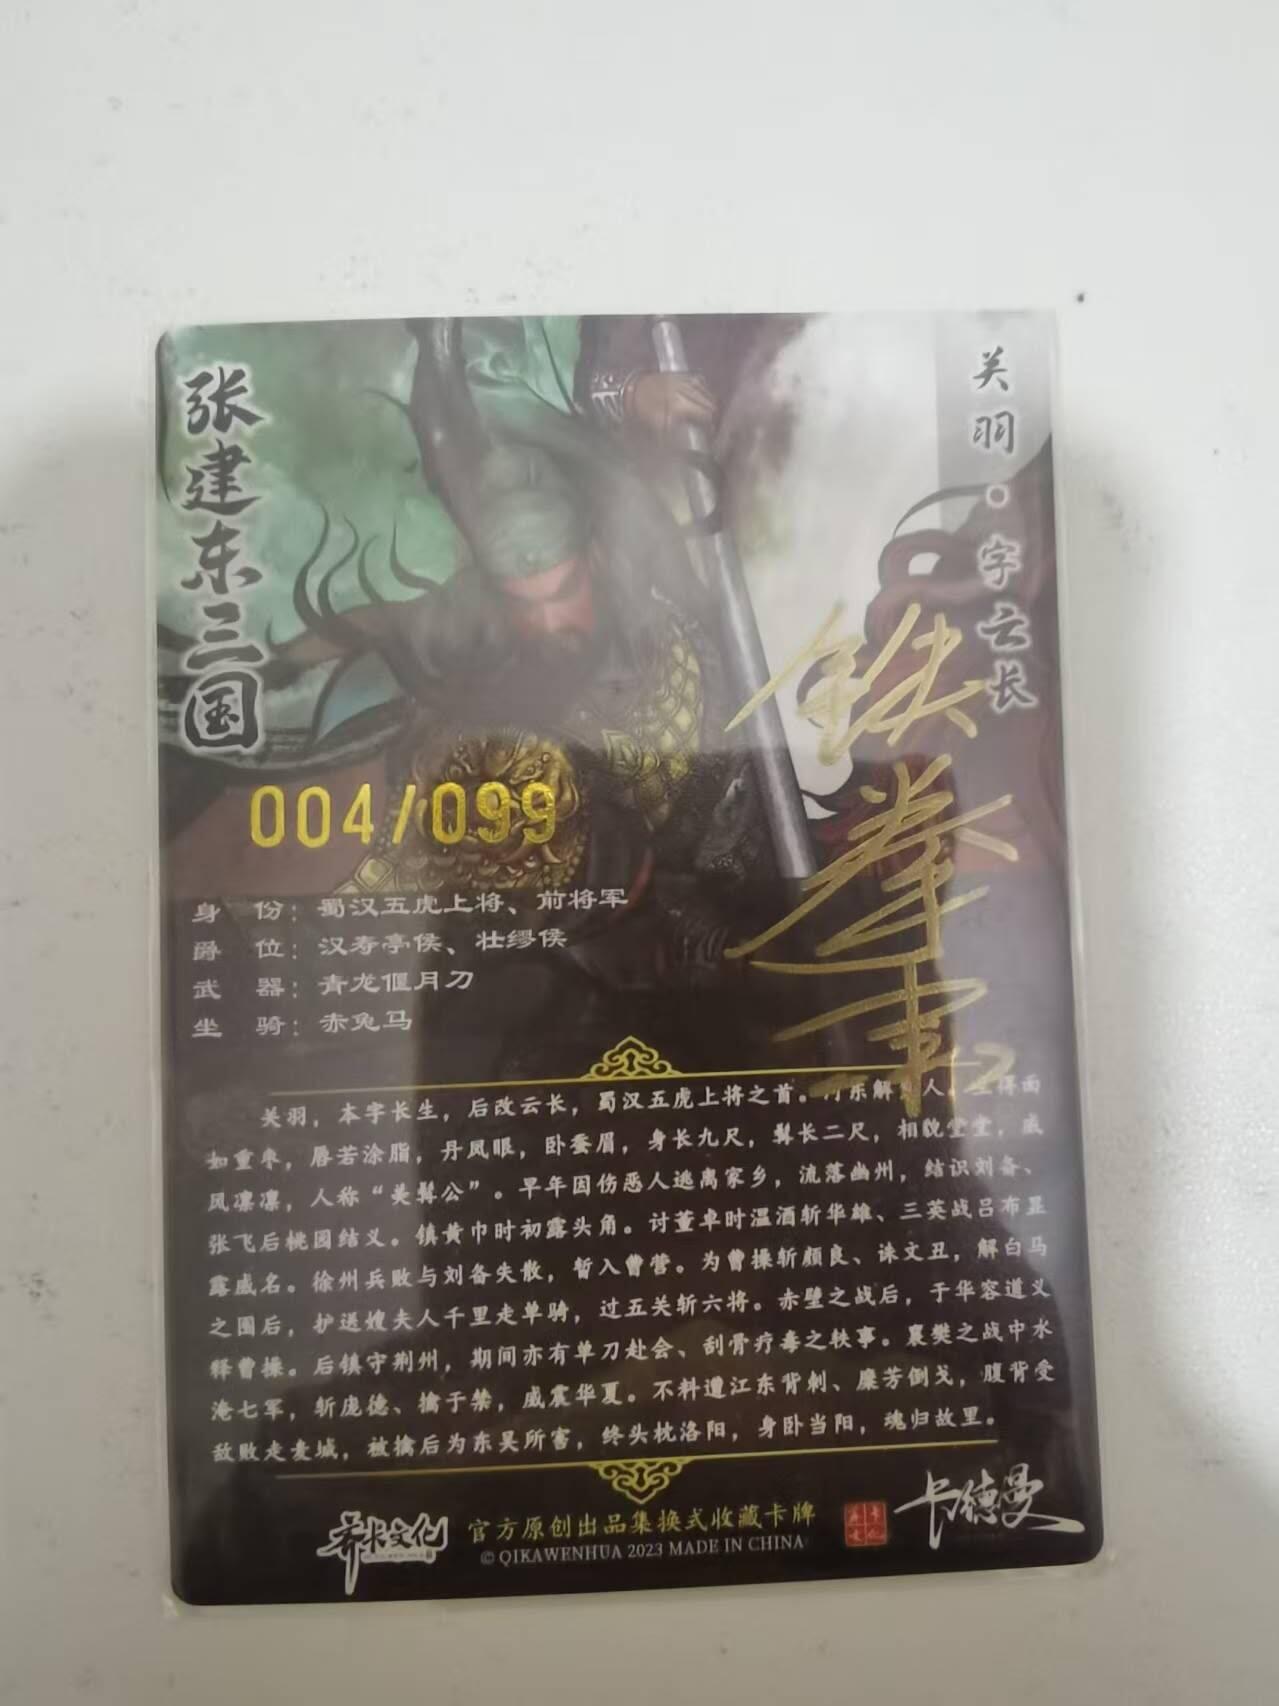 张建东三国
关羽·字云长
004/099
铁拳
身 份：蜀汉五虎上将、前将军
爵 位：汉寿亭侯、壮缪侯
武 器：青龙偃月刀
坐 骑：赤兔马
关羽，本字长生，后改云长，蜀汉五虎上将之首。河东解人。生得面
如重枣，唇若涂脂，丹凤眼，卧蚕眉，身长九尺，髯长二尺，相貌堂堂，威
风凛凛，人称“美髯公”。早年因伤恶人逃离家乡，流落幽州，结识刘备、
张飞后桃园结义。镇黄巾时初露头角。讨董卓时温酒斩华雄、三英战吕布显
露威名。徐州兵败与刘备失散，暂入曹营。为曹操斩颜良、诛文丑，解白马
之围后，护送嫂夫人千里走单骑，过五关斩六将。赤壁之战后，于华容道义
释曹操。后镇守荆州，期间亦有单刀赴会、刮骨疗毒之轶事。襄樊之战中水
淹七军，斩庞德、擒于禁，威震华夏。不料遭江东背刺、糜芳倒戈，腹背受
敌败走麦城，被擒后为东吴所害，终头枕洛阳，身卧当阳，魂归故里。
齐卡文化
官方原创出品集换式收藏卡牌
© QIKAWENHUA 2023 MADE IN CHINA
卡德曼